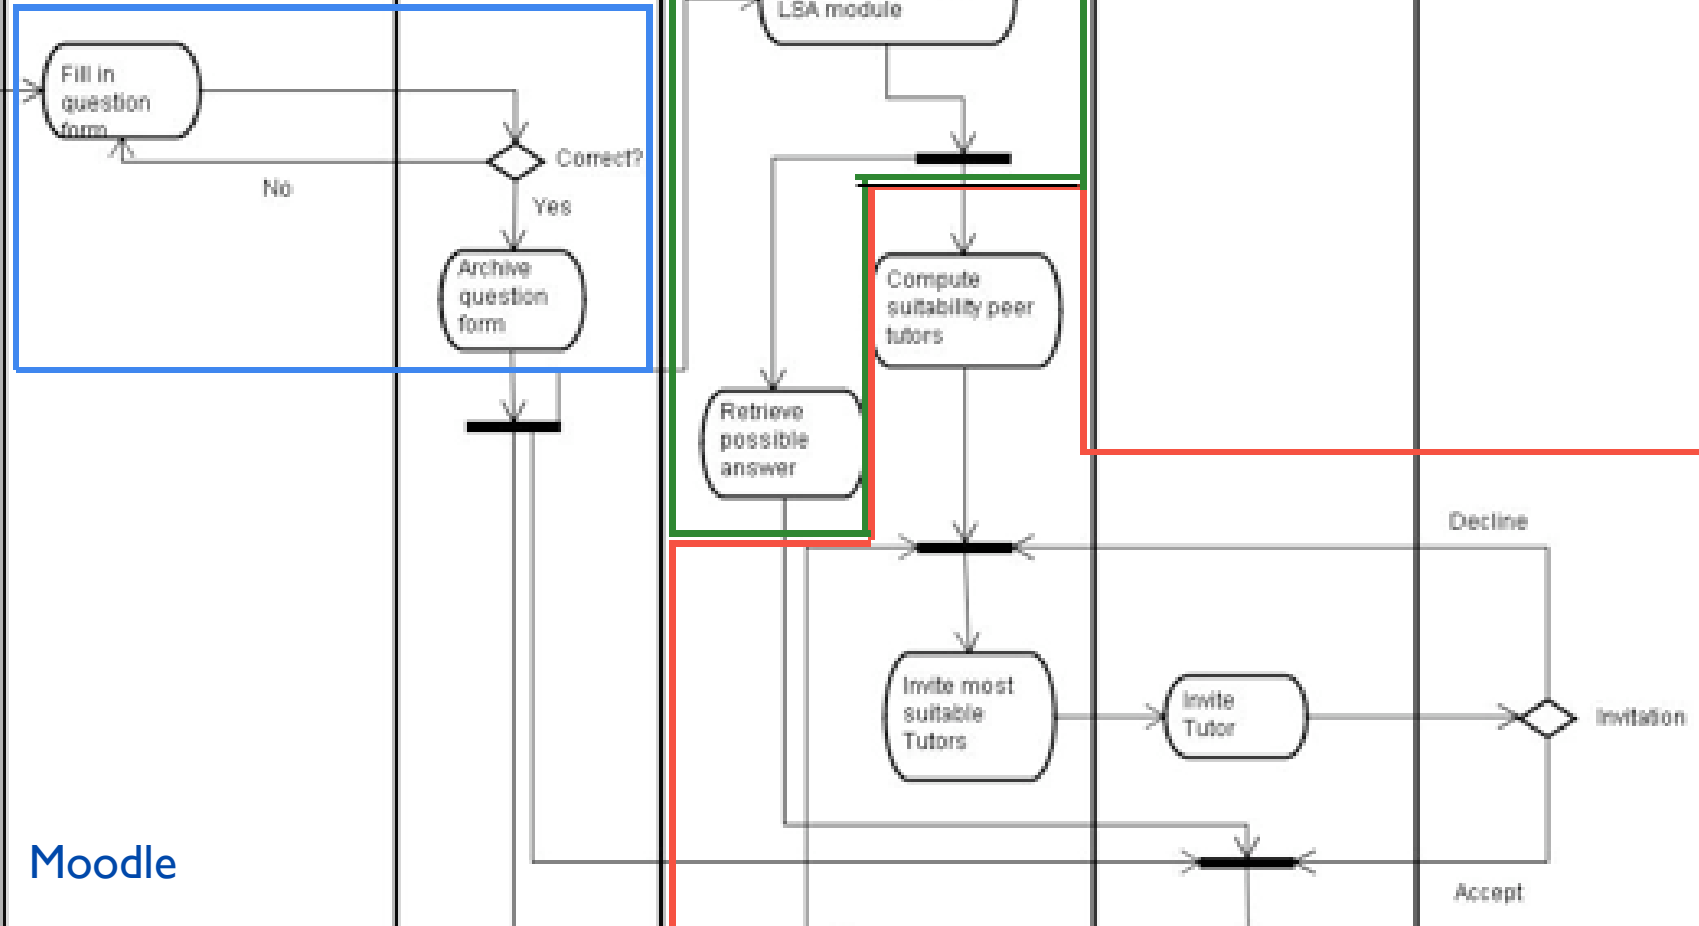 LSA module
Fill in
question
form
Correct?
No
Yes
Archive
question
form
Compute
suitability peer
tutors
Retrieve
possible
answer
Decline
Invite most
suitable
Tutors
Invite
Tutor
Invitation
Moodle
Accept